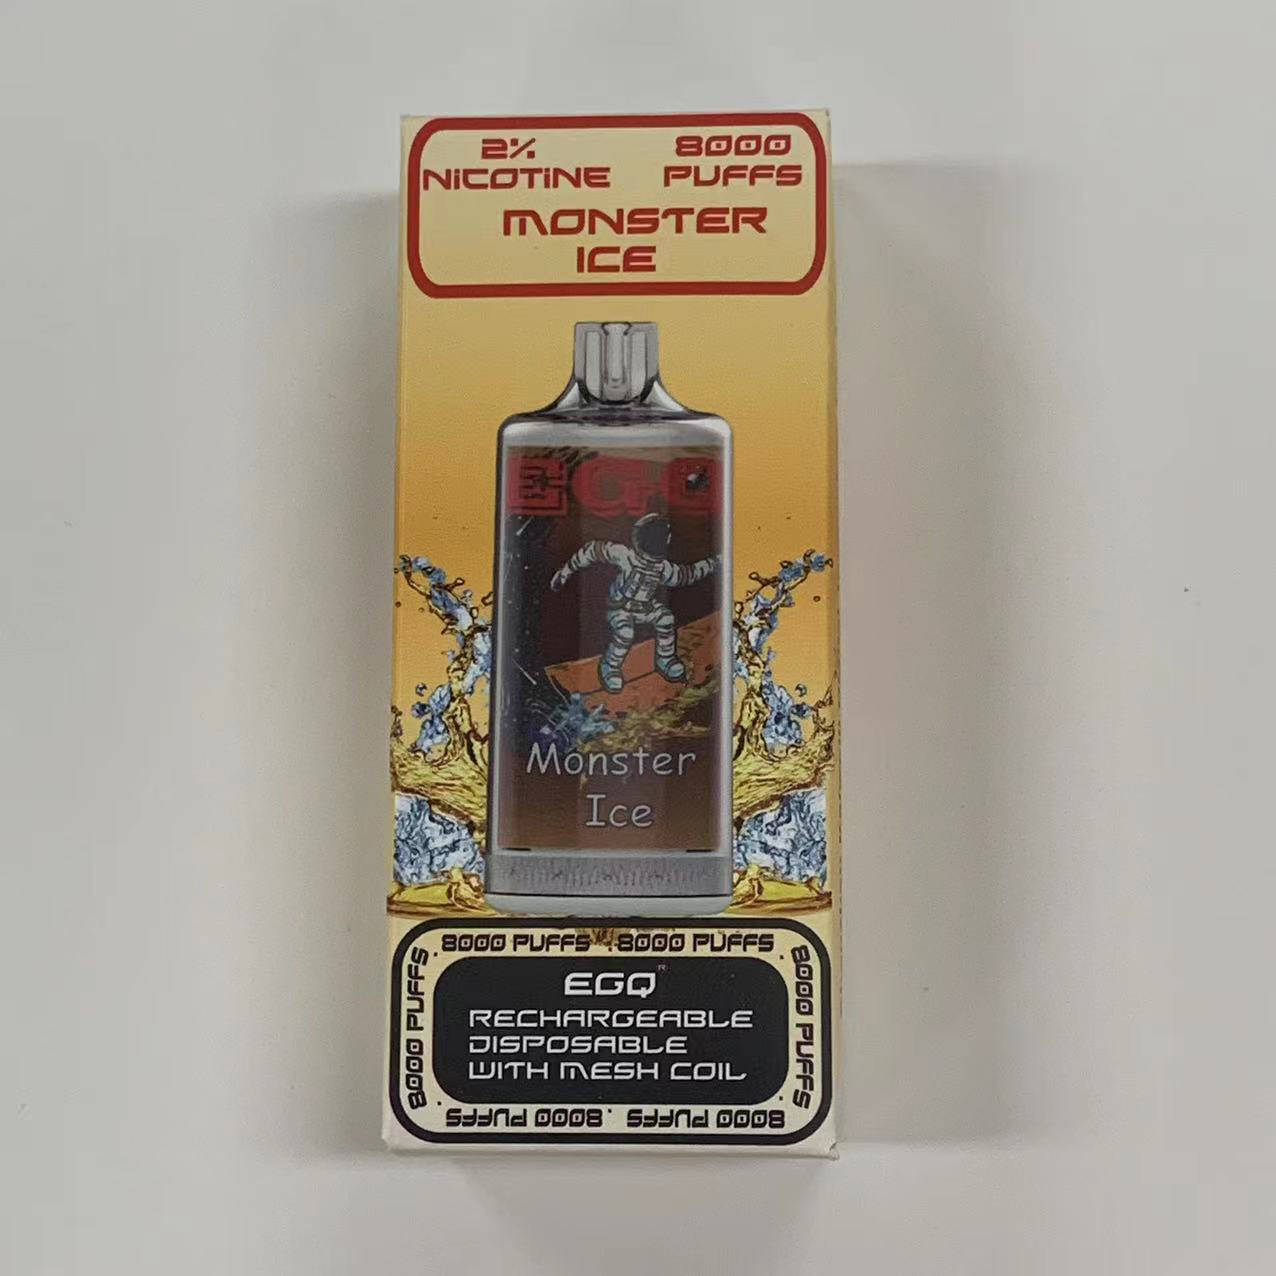 2%
NICOTINE
8000
PUFFS
MONSTER
ICE
EGQ
Monster
Ice
8000 PUFFS · 8000 PUFFS ·
8000 PUFFS ·
8000 PUFFS ·
EGQ®
RECHARGEABLE
DISPOSABLE
WITH MESH COIL
8000 PUFFS · 8000 PUFFS